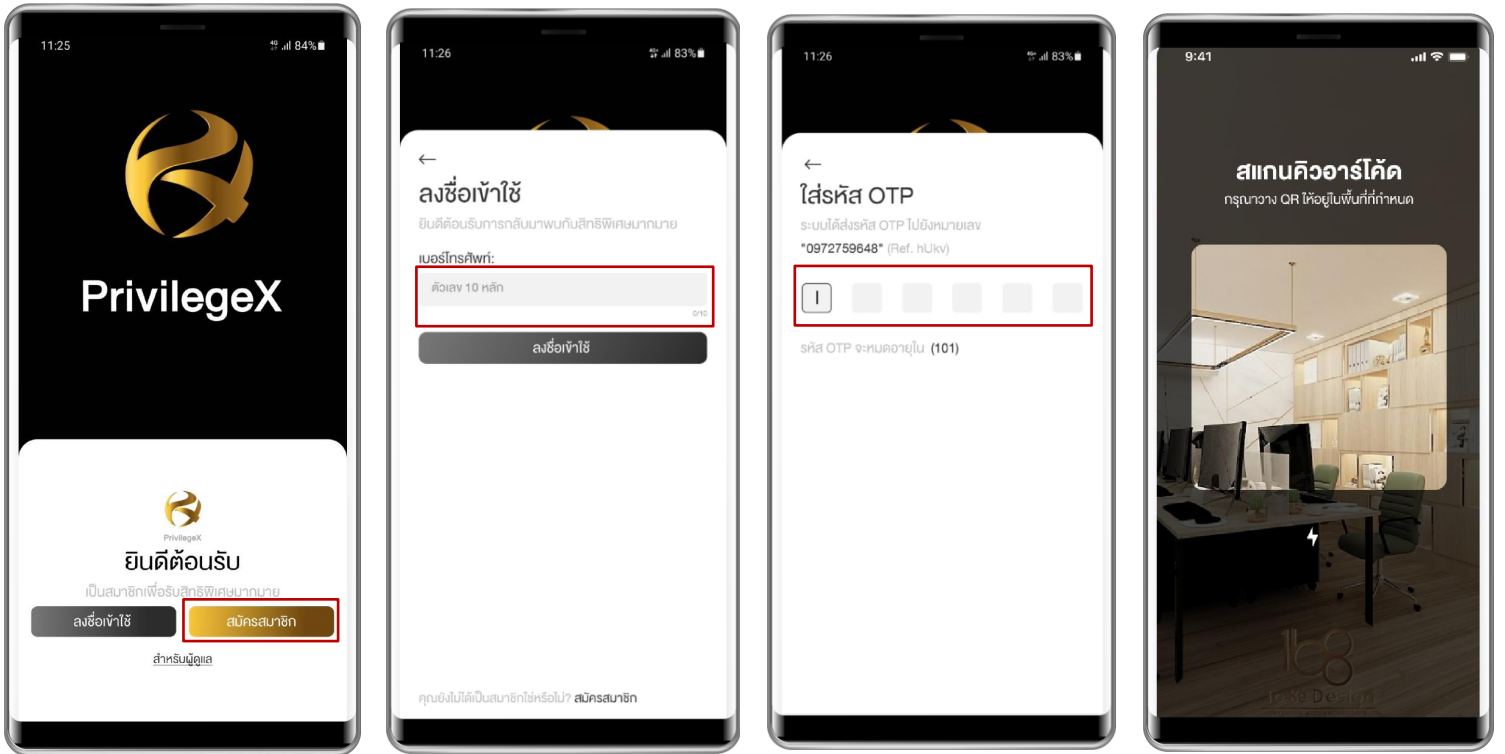 11:25
4G 84%
PrivilegeX
PrivilegeX
ยินดีต้อนรับ
เป็นสมาชิกเพื่อรับสิทธิพิเศษมากมาย
ลงชื่อเข้าใช้
สมัครสมาชิก
สำหรับผู้ดูแล
11:26
83%
ลงชื่อเข้าใช้
ยินดีต้อนรับการกลับมาพบกับสิทธิพิเศษมากมาย
เบอร์โทรศัพท์:
ตัวเลข 10 หลัก
0/10
ลงชื่อเข้าใช้
คุณยังไม่ได้เป็นสมาชิกใช่หรือไม่? สมัครสมาชิก
11:26
83%
ใส่รหัส OTP
ระบบได้ส่งรหัส OTP ไปยังหมายเลข
"0972759648" (Ref. hUkv)
รหัส OTP จะหมดอายุใน (101)
9:41
สแกนคิวอาร์โค้ด
กรุณาวาง QR ให้อยู่ในพื้นที่ที่กำหนด
168
Design